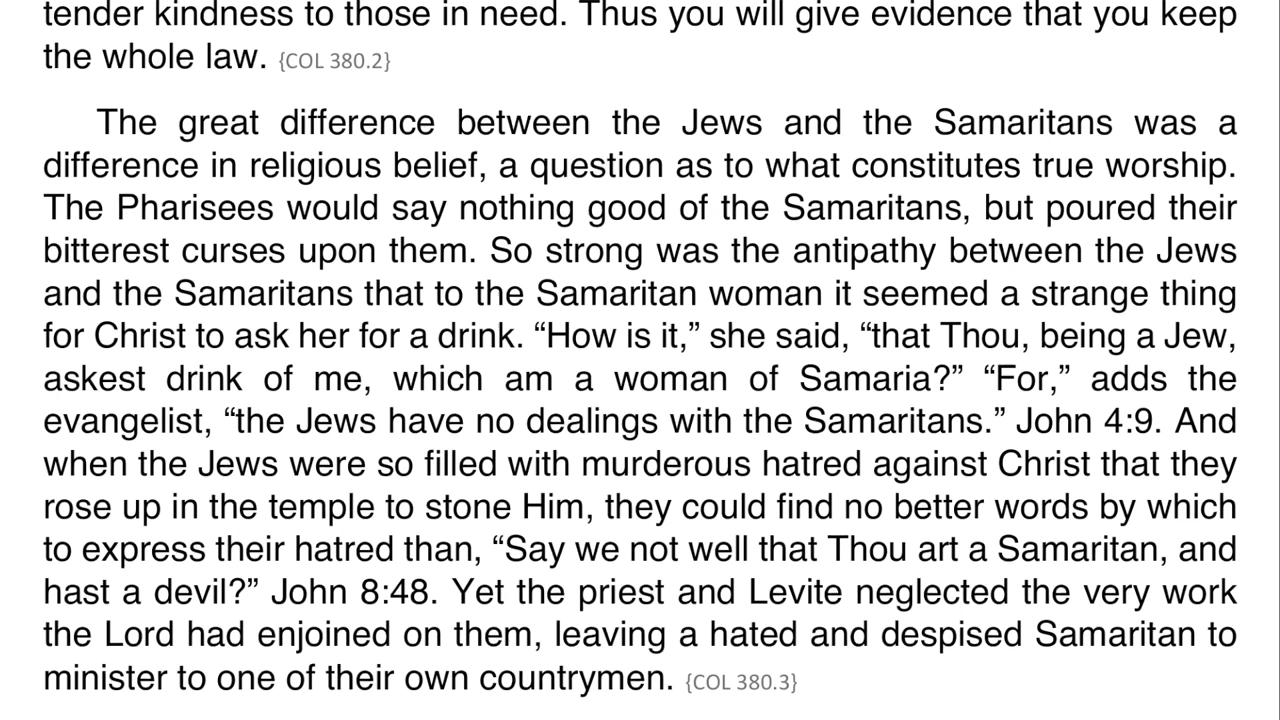 tender kindness to those in need. Thus you will give evidence that you keep
the whole law. {COL 380.2}
The great difference between the Jews and the Samaritans was a
difference in religious belief, a question as to what constitutes true worship.
The Pharisees would say nothing good of the Samaritans, but poured their
bitterest curses upon them. So strong was the antipathy between the Jews
and the Samaritans that to the Samaritan woman it seemed a strange thing
for Christ to ask her for a drink. “How is it,” she said, “that Thou, being a Jew,
askest drink of me, which am a woman of Samaria?” “For,” adds the
evangelist, “the Jews have no dealings with the Samaritans.” John 4:9. And
when the Jews were so filled with murderous hatred against Christ that they
rose up in the temple to stone Him, they could find no better words by which
to express their hatred than, “Say we not well that Thou art a Samaritan, and
hast a devil?” John 8:48. Yet the priest and Levite neglected the very work
the Lord had enjoined on them, leaving a hated and despised Samaritan to
minister to one of their own countrymen. {COL 380.3}